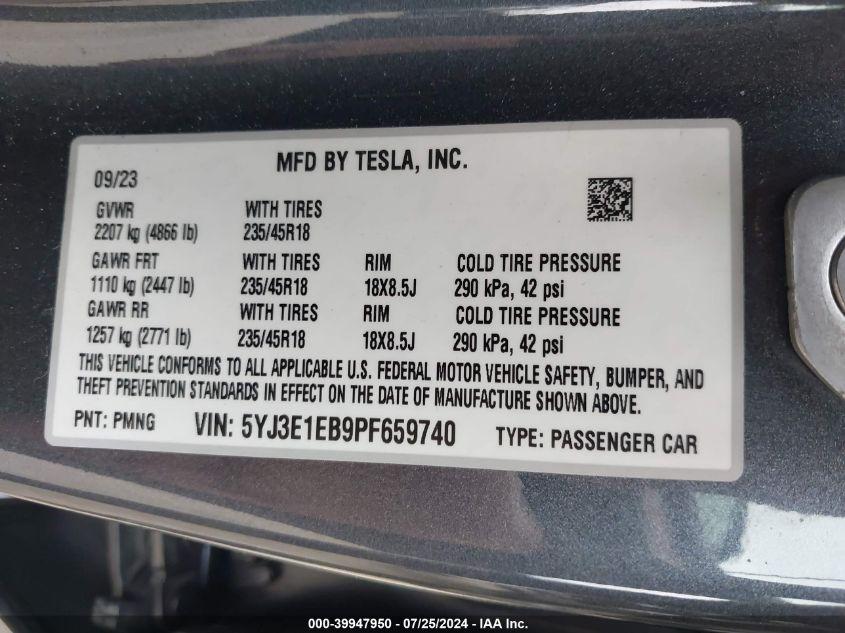 MFD BY TESLA, INC.
09/23
GVWR WITH TIRES
2207 kg (4866 lb) 235/45R18
GAWR FRT WITH TIRES RIM COLD TIRE PRESSURE
1110 kg (2447 lb) 235/45R18 18X8.5J 290 kPa, 42 psi
GAWR RR WITH TIRES RIM COLD TIRE PRESSURE
1257 kg (2771 lb) 235/45R18 18X8.5J 290 kPa, 42 psi
THIS VEHICLE CONFORMS TO ALL APPLICABLE U.S. FEDERAL MOTOR VEHICLE SAFETY, BUMPER, AND
THEFT PREVENTION STANDARDS IN EFFECT ON THE DATE OF MANUFACTURE SHOWN ABOVE.
PNT: PMNG VIN: 5YJ3E1EB9PF659740 TYPE: PASSENGER CAR
000-39947950 / 07/25/2024 - IAA Inc.